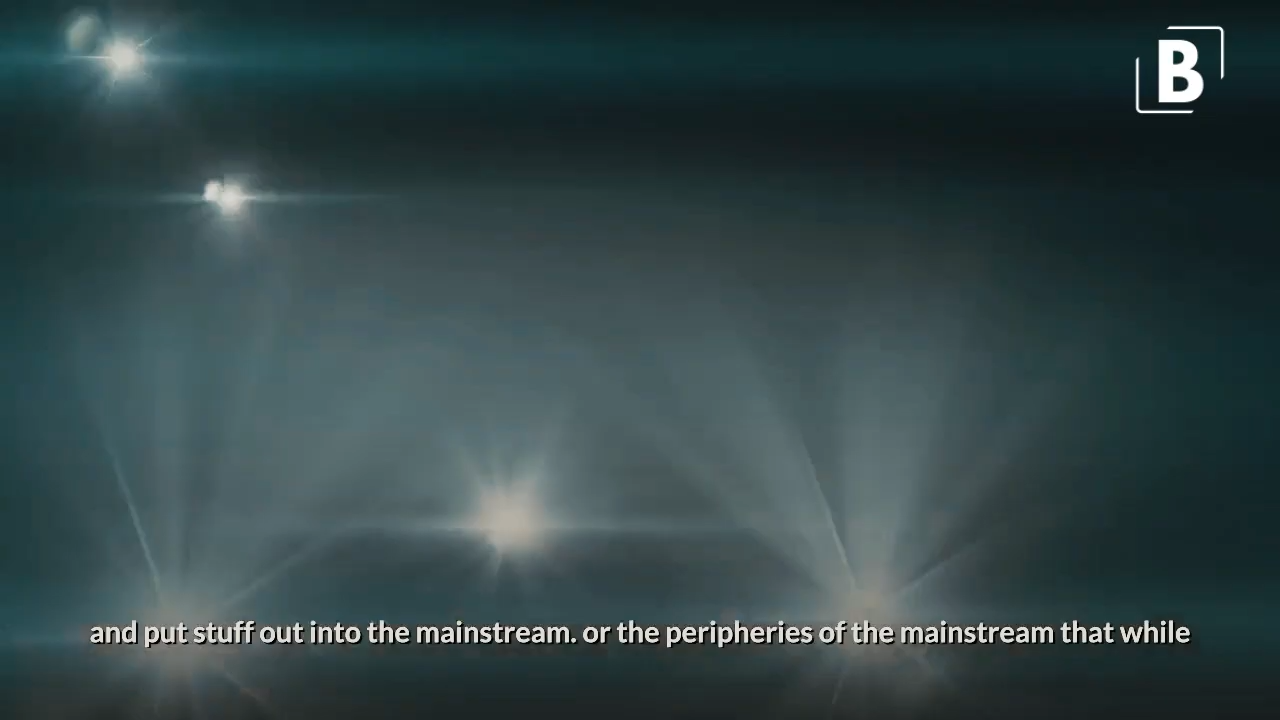 B
and put stuff out into the mainstream. or the peripheries of the mainstream that while